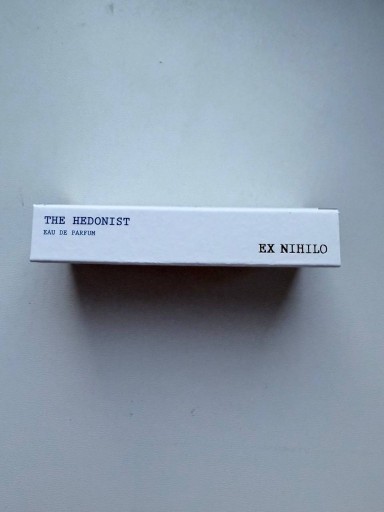 THE HEDONIST
EAU DE PARFUM
EX NIHILO